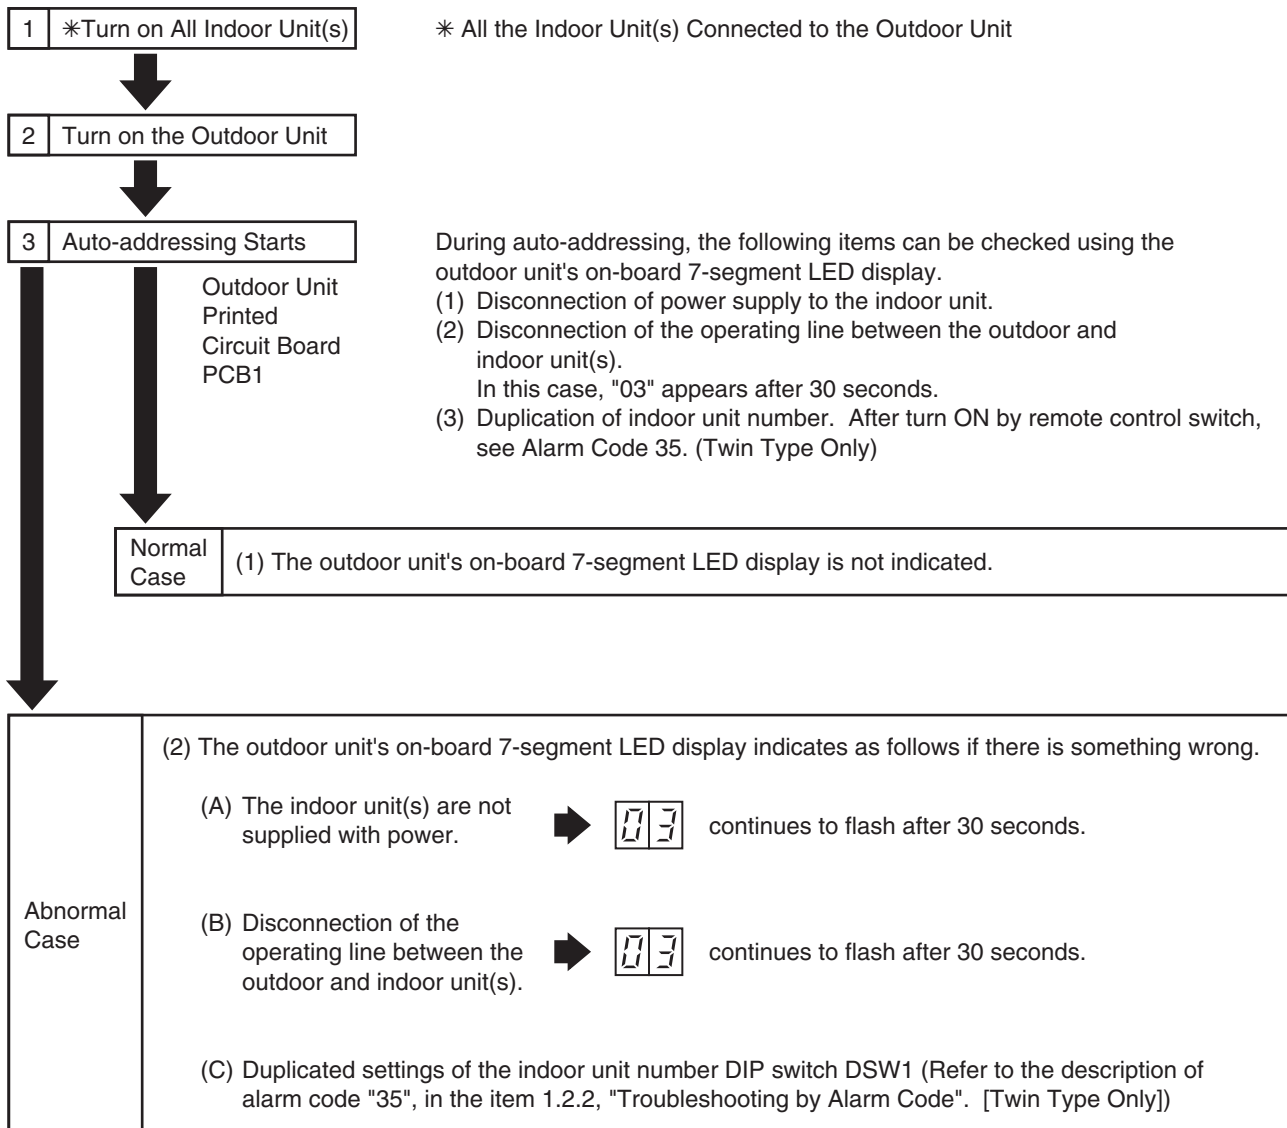 1 ✳Turn on All Indoor Unit(s)
✳ All the Indoor Unit(s) Connected to the Outdoor Unit
2 Turn on the Outdoor Unit
3 Auto-addressing Starts
Outdoor Unit
Printed
Circuit Board
PCB1
During auto-addressing, the following items can be checked using the
outdoor unit's on-board 7-segment LED display.
(1) Disconnection of power supply to the indoor unit.
(2) Disconnection of the operating line between the outdoor and
indoor unit(s).
In this case, "03" appears after 30 seconds.
(3) Duplication of indoor unit number. After turn ON by remote control switch,
see Alarm Code 35. (Twin Type Only)
Normal
Case
(1) The outdoor unit's on-board 7-segment LED display is not indicated.
Abnormal
Case
(2) The outdoor unit's on-board 7-segment LED display indicates as follows if there is something wrong.
(A) The indoor unit(s) are not
supplied with power.
03 continues to flash after 30 seconds.
(B) Disconnection of the
operating line between the
outdoor and indoor unit(s).
03 continues to flash after 30 seconds.
(C) Duplicated settings of the indoor unit number DIP switch DSW1 (Refer to the description of
alarm code "35", in the item 1.2.2, "Troubleshooting by Alarm Code". [Twin Type Only])